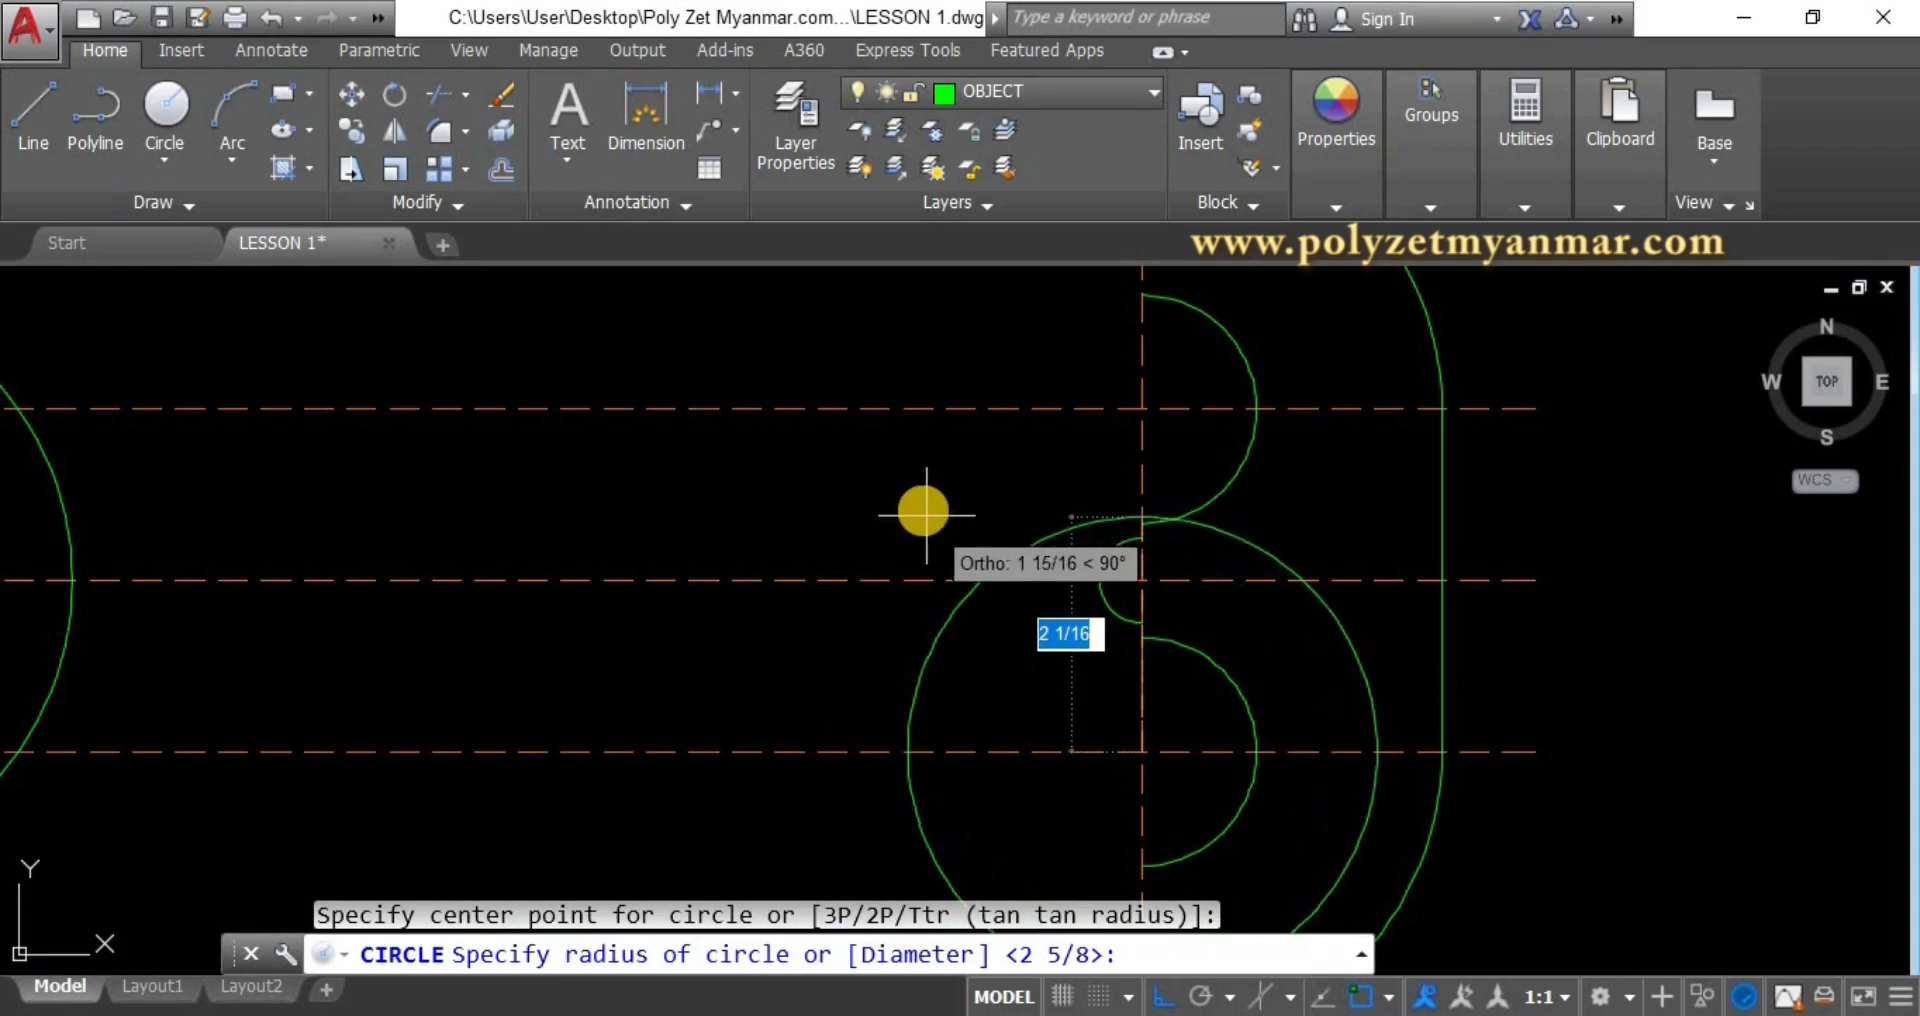 C:\Users\User\Desktop\Poly Zet Myanmar.com...\LESSON 1.dwg
Type a keyword or phrase
Sign In
Home Insert Annotate Parametric View Manage Output Add-ins A360 Express Tools Featured Apps
OBJECT
Line Polyline Circle Arc
Text Dimension
Layer Properties
Insert
Properties
Groups
Utilities
Clipboard
Base
Draw Modify Annotation Layers Block View
Start
LESSON 1*
www.polyzetmyanmar.com
N
W TOP E
S
WCS
Ortho: 1 15/16 < 90°
2 1/16
Y
X
Specify center point for circle or [3P/2P/Ttr (tan tan radius)]:
CIRCLE Specify radius of circle or [Diameter] <2 5/8>:
Model Layout1 Layout2
MODEL
1:1